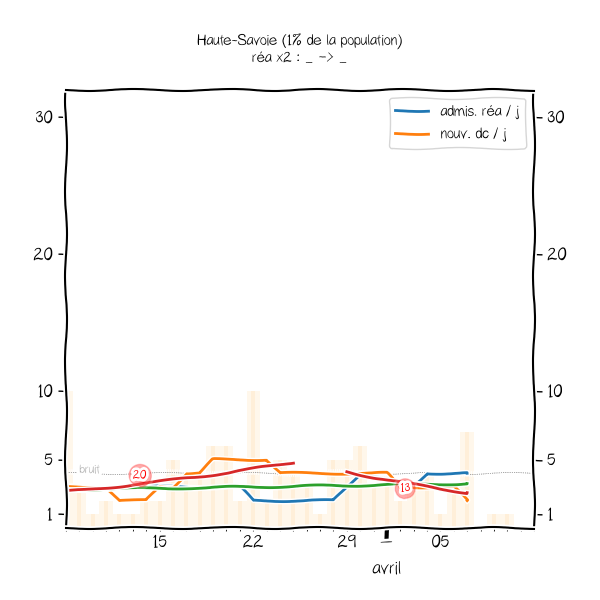 Haute-Savoie (1% de la population)
réa x2 : _ -> _
admis. réa / j
nouv. dc / j
30 30
20 20
10 10
5 5
1 1
bruit
20
13
15 22 29 05
avril